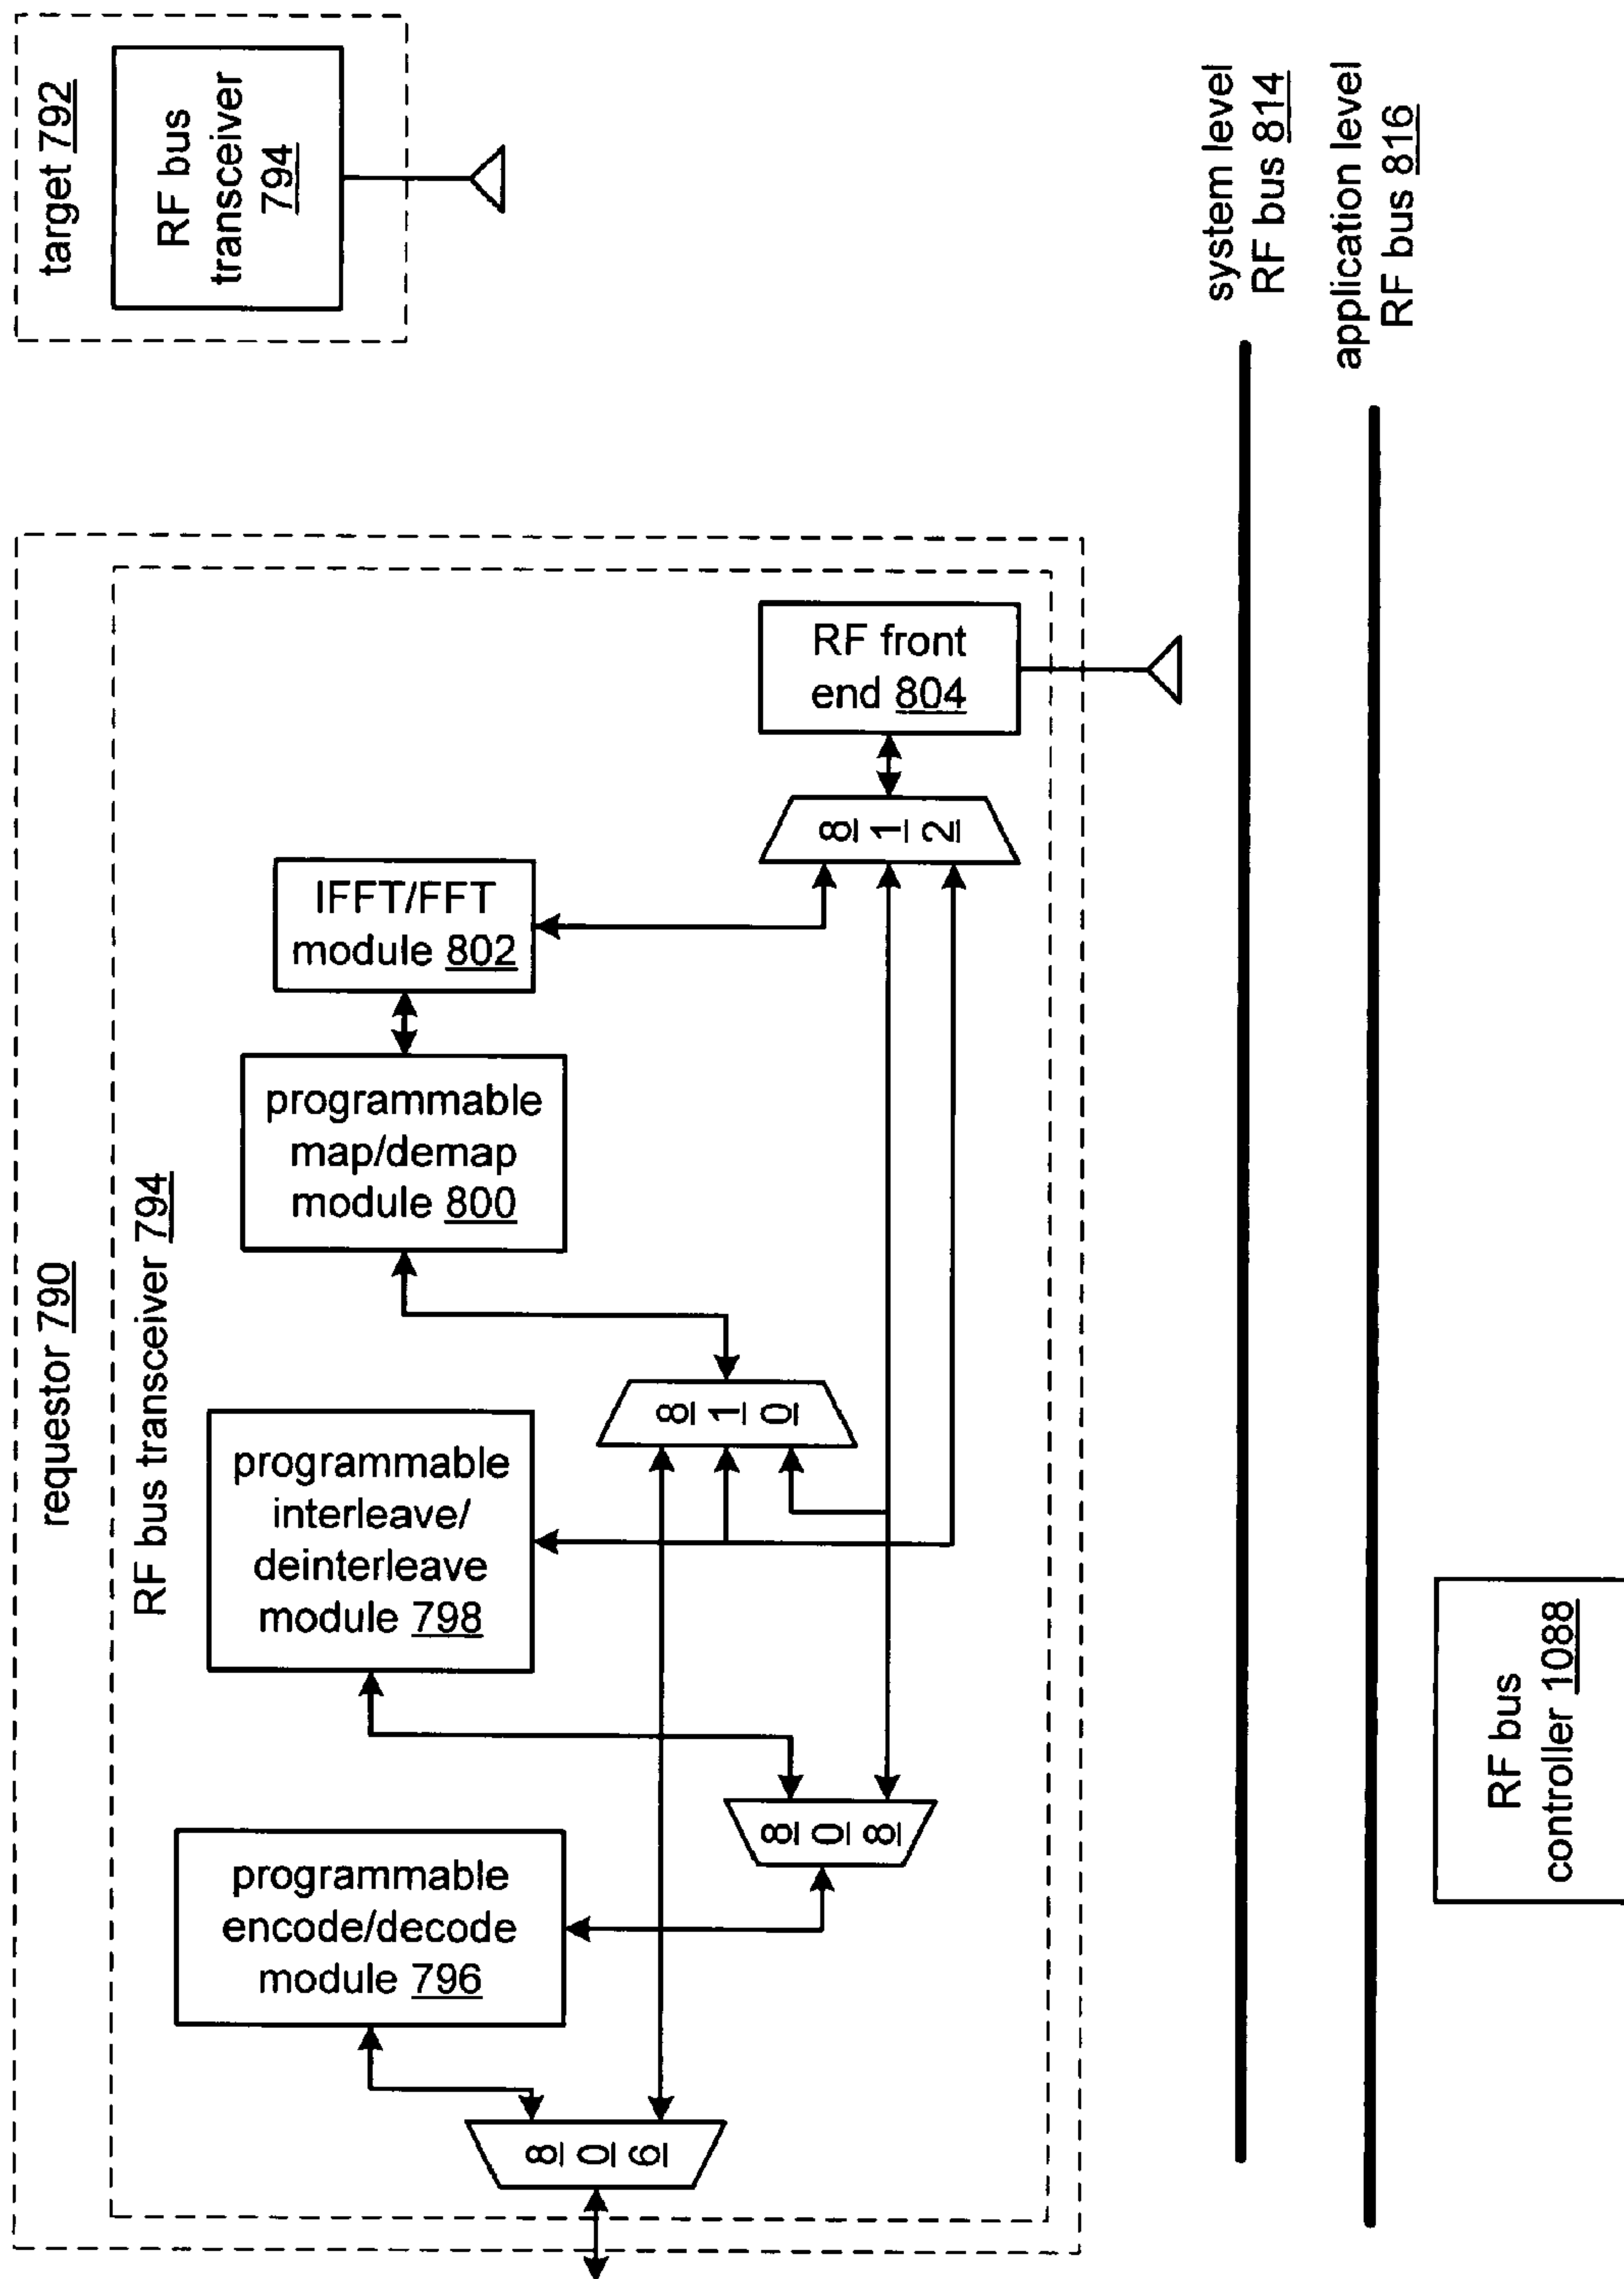 requestor 790
RF bus transceiver 794
programmable
encode/decode
module 796
programmable
interleave/
deinterleave
module 798
programmable
map/demap
module 800
IFFT/FFT
module 802
RF front
end 804
806
808
810
812
target 792
RF bus
transceiver
794
system level
RF bus 814
application level
RF bus 816
RF bus
controller 1088